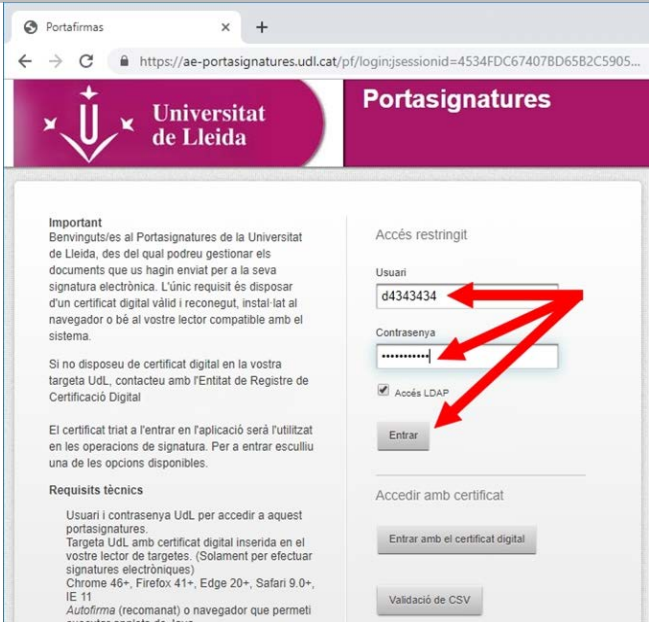 Portafirmas
https://ae-portasignatures.udl.cat/pf/login;jsessionid=4534FDC67407BD65B2C5905...
Universitat
de Lleida
Portasignatures
Important
Benvinguts/es al Portasignatures de la Universitat
de Lleida, des del qual podreu gestionar els
documents que us hagin enviat per a la seva
signatura electrònica. L'únic requisit és disposar
d'un certificat digital vàlid i reconegut, instal·lat al
navegador o bé al vostre lector compatible amb el
sistema.
Si no disposeu de certificat digital en la vostra
targeta UdL, contacteu amb l'Entitat de Registre de
Certificació Digital
El certificat triat a l'entrar en l'aplicació serà l'utilitzat
en les operacions de signatura. Per a entrar escolliu
una de les opcions disponibles.
Requisits tècnics
Usuari i contrasenya UdL per accedir a aquest
portasignatures.
Targeta UdL amb certificat digital inserida en el
vostre lector de targetes. (Solament per efectuar
signatures electròniques)
Chrome 46+, Firefox 41+, Edge 20+, Safari 9.0+,
IE 11
Autofirma (recomanat) o navegador que permeti
Accés restringit
Usuari
d4343434
Contrasenya
•••••••••••
Accés LDAP
Entrar
Accedir amb certificat
Entrar amb el certificat digital
Validació de CSV